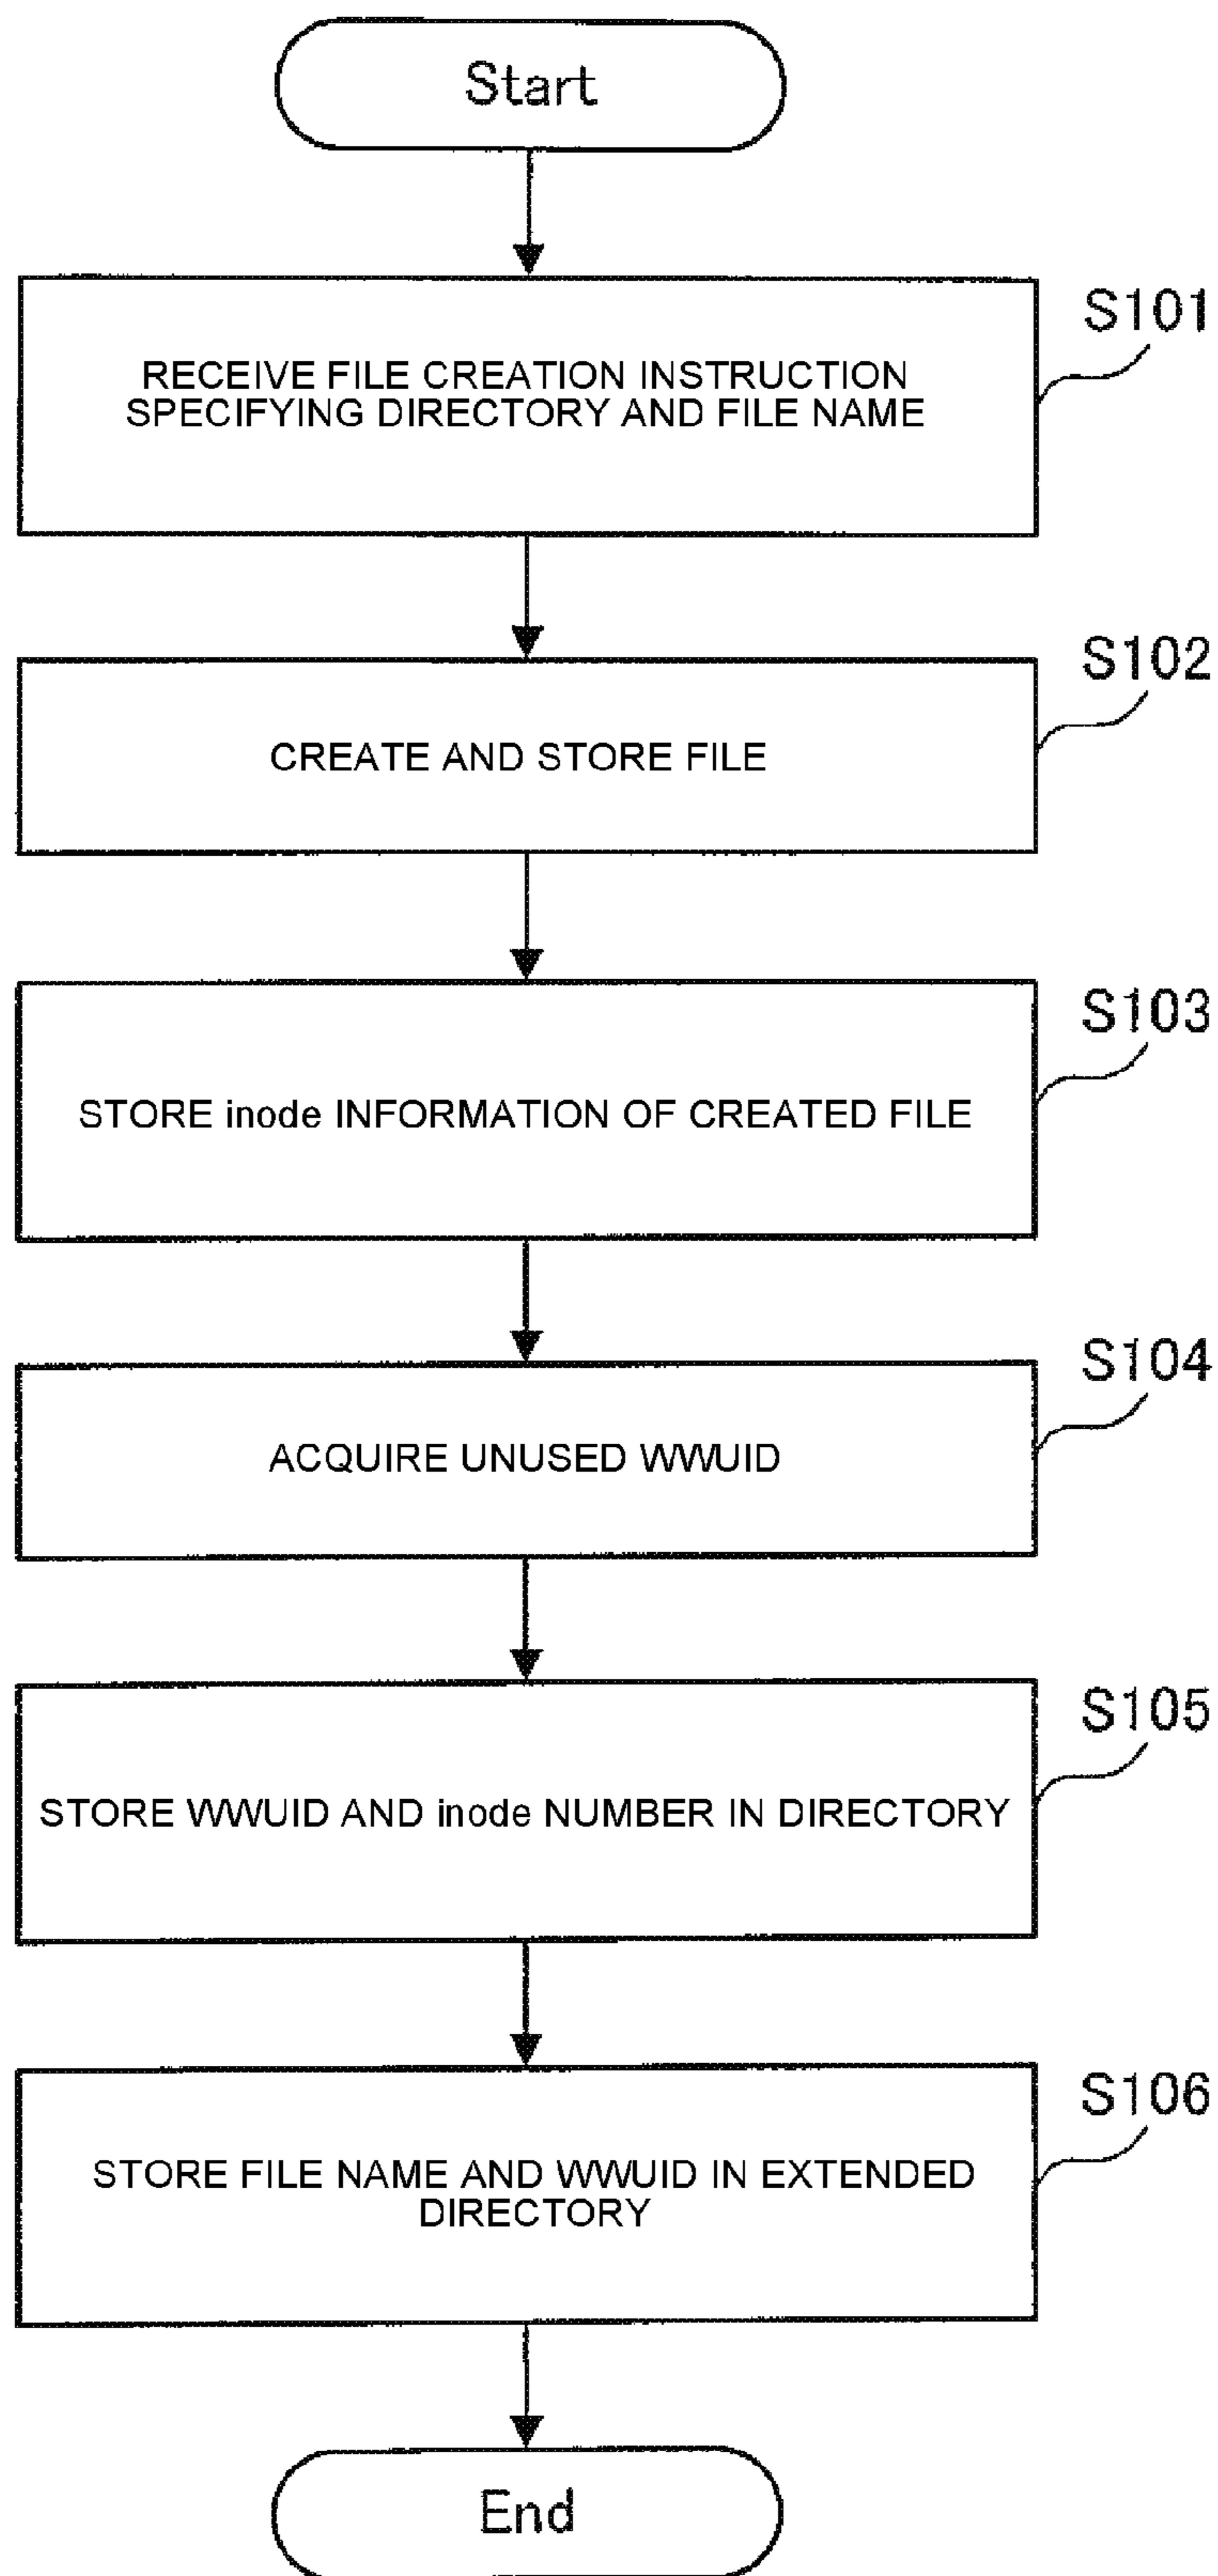 Start
S101
RECEIVE FILE CREATION INSTRUCTION
SPECIFYING DIRECTORY AND FILE NAME
S102
CREATE AND STORE FILE
S103
STORE inode INFORMATION OF CREATED FILE
S104
ACQUIRE UNUSED WWUID
S105
STORE WWUID AND inode NUMBER IN DIRECTORY
S106
STORE FILE NAME AND WWUID IN EXTENDED
DIRECTORY
End